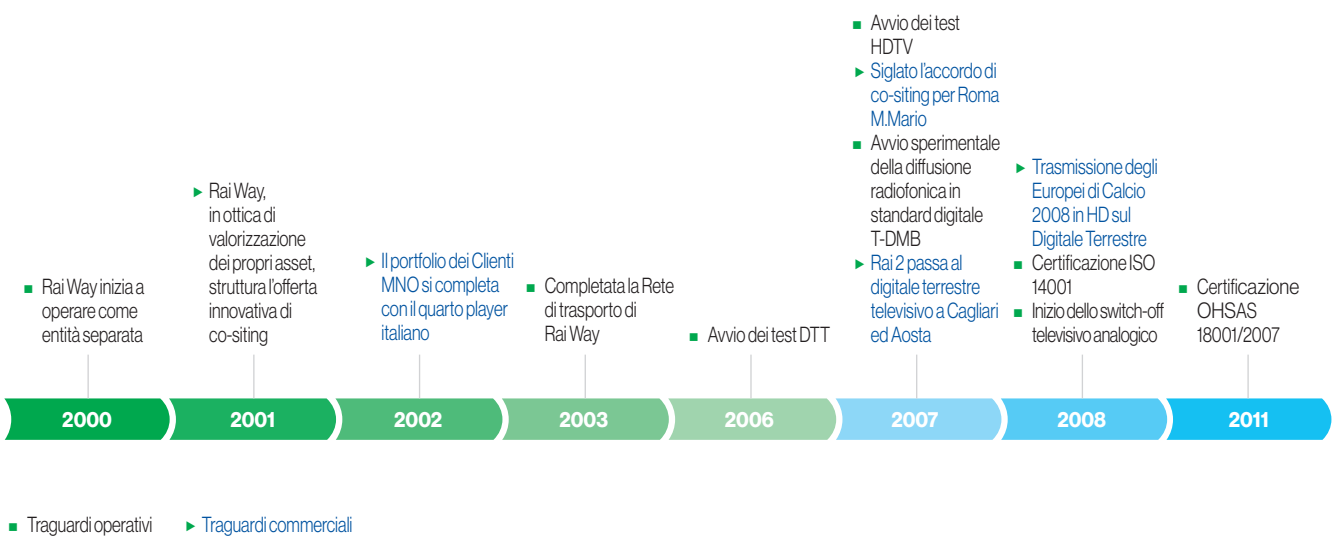 Rai Way inizia a
operare come
entità separata
Rai Way,
in ottica di
valorizzazione
dei propri asset,
struttura l'offerta
innovativa di
co-siting
Il portfolio dei Clienti
MNO si completa
con il quarto player
italiano
Completata la Rete
di trasporto di
Rai Way
Avvio dei test DTT
Avvio dei test
HDTV
Siglato l'accordo di
co-siting per Roma
M.Mario
Avvio sperimentale
della diffusione
radiofonica in
standard digitale
T-DMB
Rai 2 passa al
digitale terrestre
televisivo a Cagliari
ed Aosta
Trasmissione degli
Europei di Calcio
2008 in HD sul
Digitale Terrestre
Certificazione ISO
14001
Inizio dello switch-off
televisivo analogico
Certificazione
OHSAS
18001/2007
2000
2001
2002
2003
2006
2007
2008
2011
Traguardi operativi
Traguardi commerciali